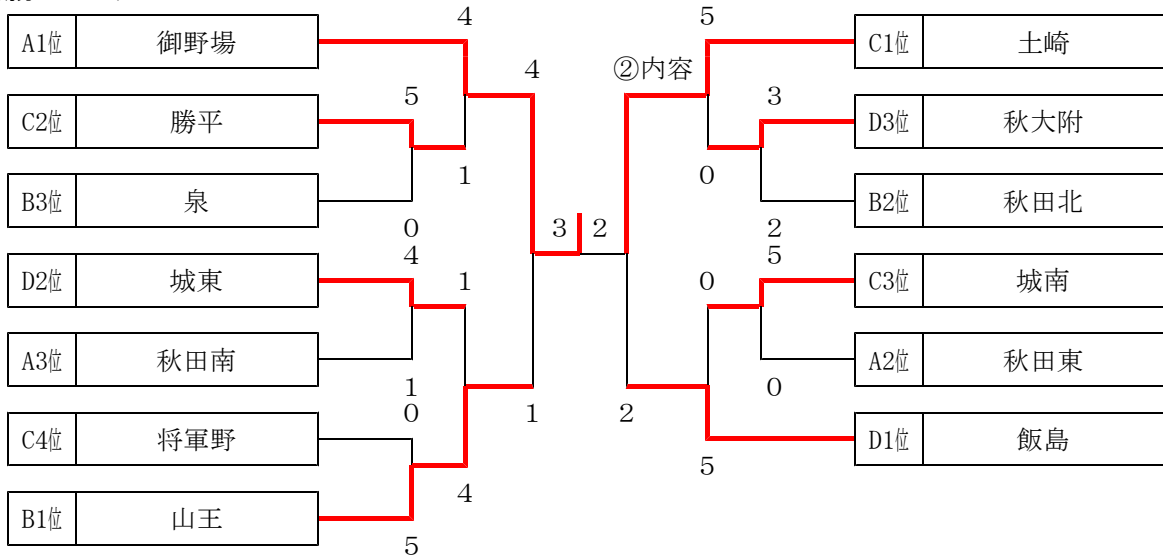 4 5
A1位 御野場 C1位 土崎
4 ②内容
5 3
C2位 勝平 D3位 秋大附
1 0
B3位 泉 B2位 秋田北
0 3 2 2
4 5
D2位 城東 1 0 C3位 城南
A3位 秋田南 A2位 秋田東
1 0
0 1 2
C4位 将軍野 D1位 飯島
4 5
B1位 山王
5